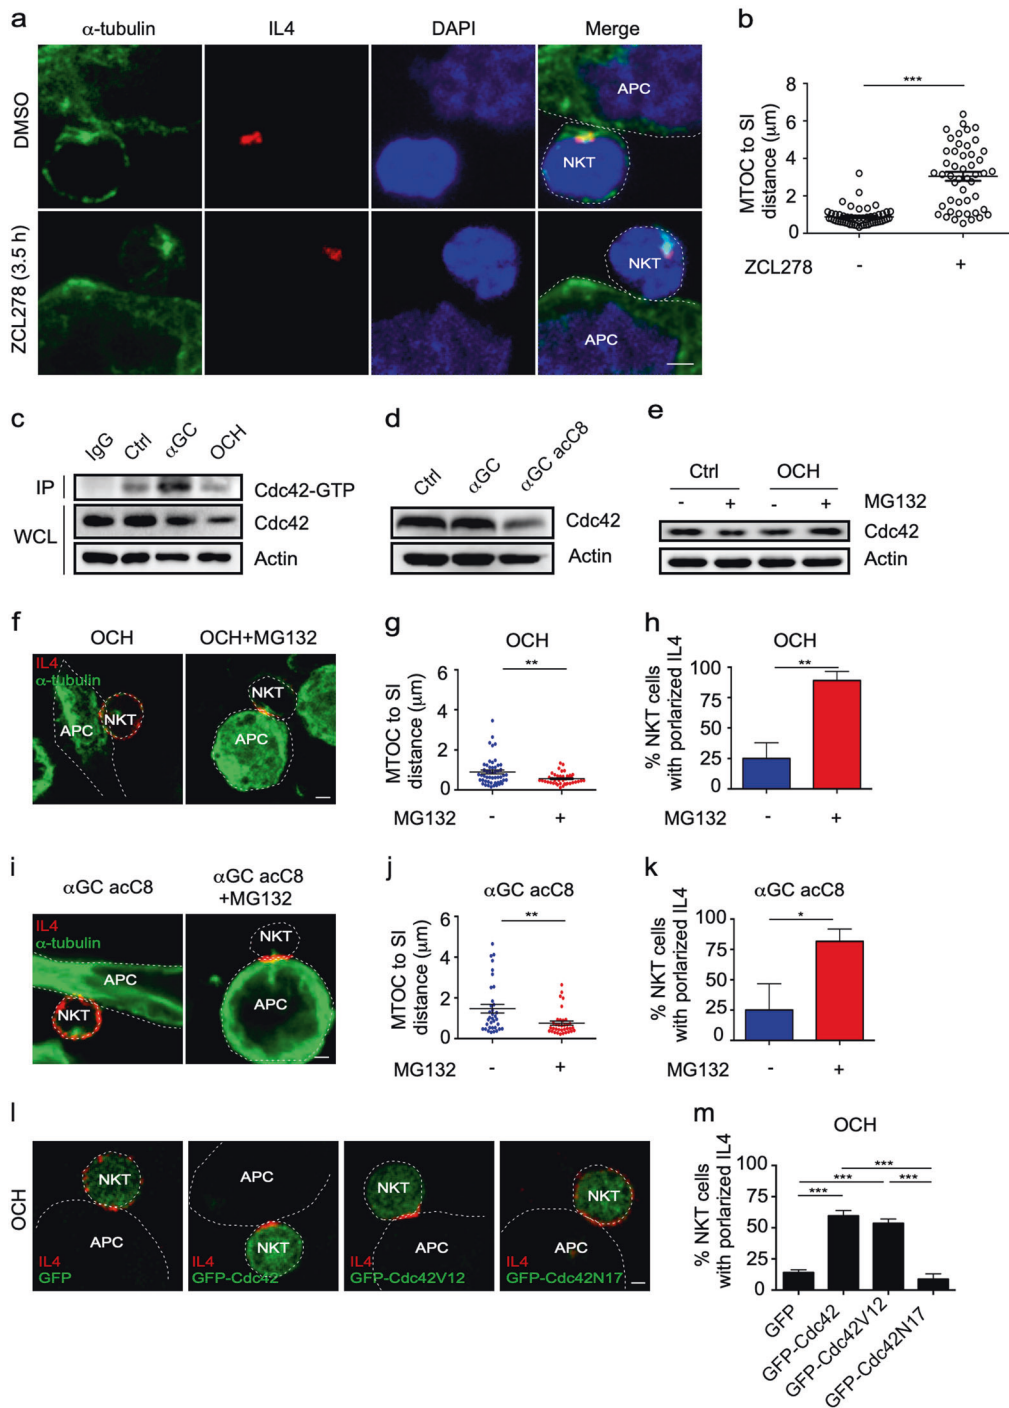 a
α-tubulin IL4 DAPI Merge
DMSO
APC
NKT
ZCL278 (3.5 h)
NKT
APC
b
***
MTOC to SI
distance (μm)
8
6
4
2
0
ZCL278 - +
c
IgG Ctrl αGC OCH
IP Cdc42-GTP
WCL Cdc42
Actin
d
Ctrl αGC αGC acC8
Cdc42
Actin
e
Ctrl OCH
- + - + MG132
Cdc42
Actin
f
OCH OCH+MG132
IL4
α-tubulin
APC NKT
NKT
APC
g
OCH
**
MTOC to SI
distance (μm)
6
4
2
0
MG132 - +
h
OCH
**
% NKT cells
with porlarized IL4
100
75
50
25
0
MG132 - +
i
αGC acC8 αGC acC8
+MG132
IL4
α-tubulin
APC
NKT
NKT
APC
j
αGC acC8
**
MTOC to SI
distance (μm)
6
4
2
0
MG132 - +
k
αGC acC8
*
% NKT cells
with porlarized IL4
100
75
50
25
0
MG132 - +
l
OCH
NKT
APC
IL4
GFP
APC
NKT
IL4
GFP-Cdc42
NKT
APC
IL4
GFP-Cdc42V12
NKT
APC
IL4
GFP-Cdc42N17
m
OCH
***
***
*** ***
% NKT cells
with porlarized IL4
100
75
50
25
0
GFP
GFP-Cdc42
GFP-Cdc42V12
GFP-Cdc42N17